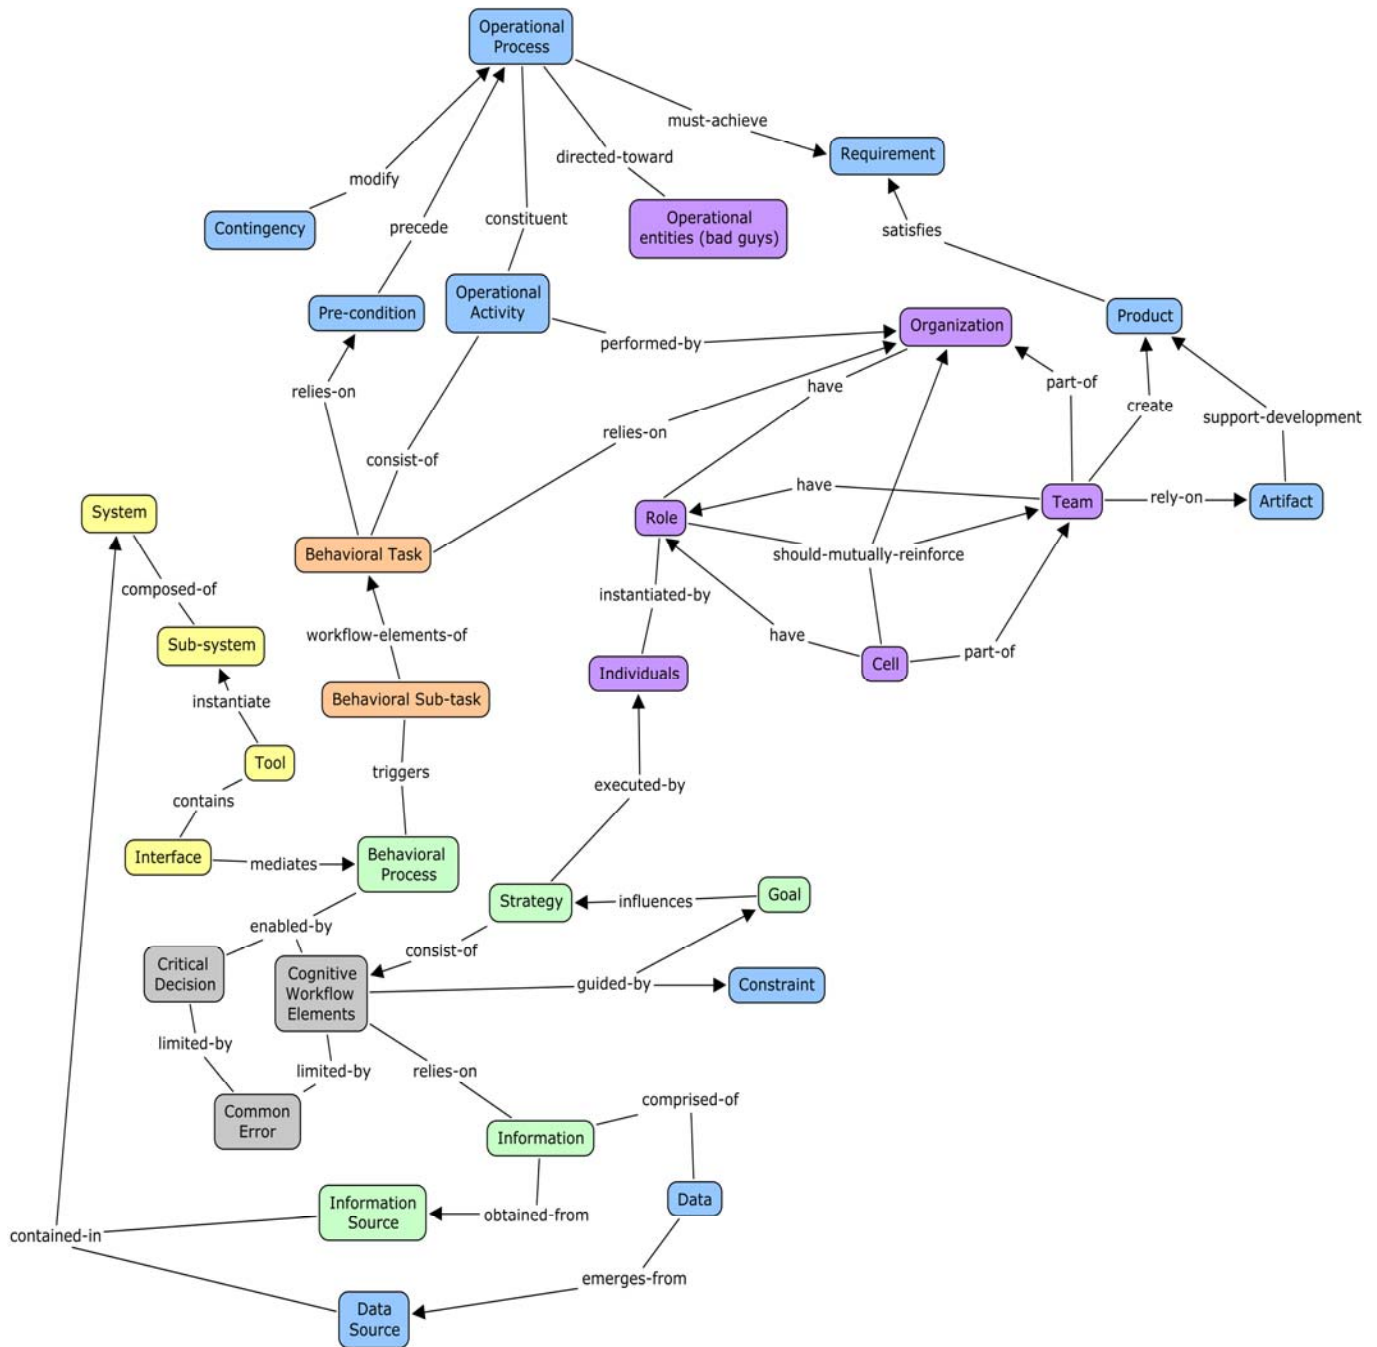 Operational
Process
must-achieve
Requirement
directed-toward
modify
Contingency
precede
constituent
Operational
entities (bad guys)
satisfies
Pre-condition
Operational
Activity
performed-by
Organization
Product
relies-on
have
part-of
create
support-development
relies-on
consist-of
System
Role
have
Team
rely-on
Artifact
Behavioral Task
should-mutually-reinforce
composed-of
instantiated-by
Sub-system
workflow-elements-of
have
Cell
part-of
Individuals
instantiate
Behavioral Sub-task
Tool
triggers
executed-by
contains
Interface
mediates
Behavioral
Process
Strategy
influences
Goal
enabled-by
consist-of
Critical
Decision
Cognitive
Workflow
Elements
guided-by
Constraint
limited-by
limited-by
relies-on
Common
Error
comprised-of
Information
Information
Source
obtained-from
Data
contained-in
emerges-from
Data
Source